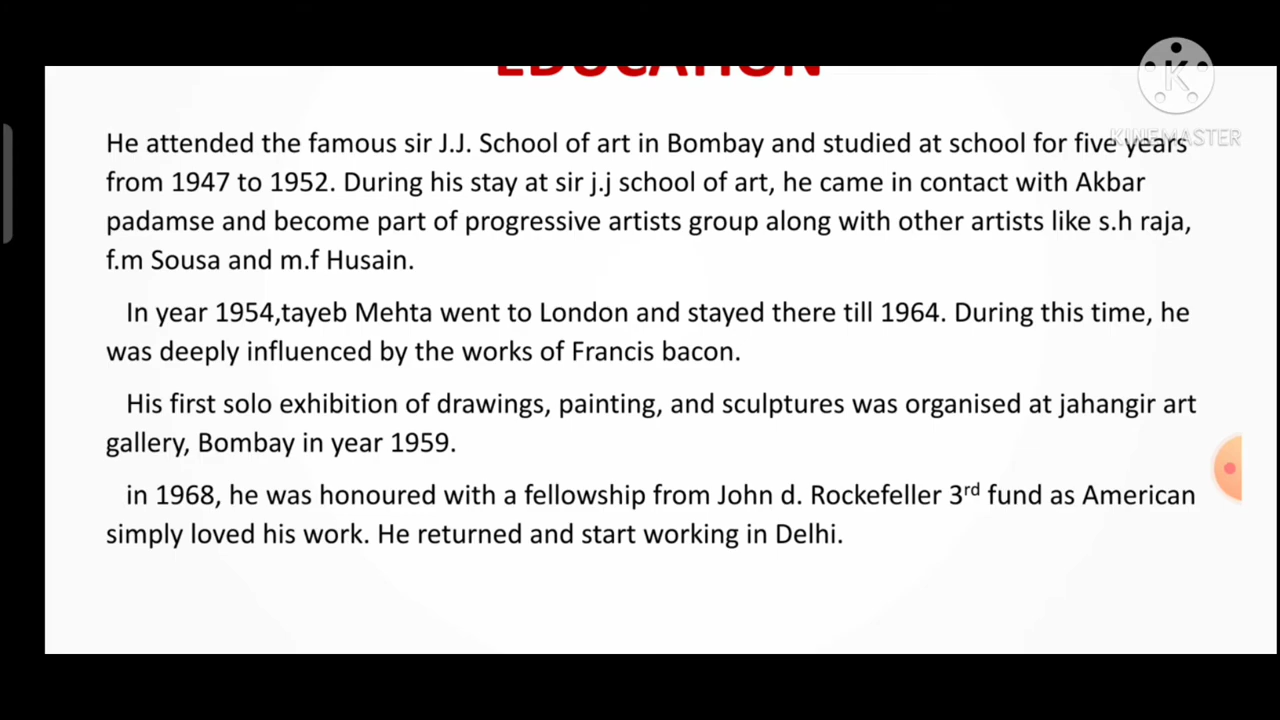 EDUCATION
K
KINEMASTER
He attended the famous sir J.J. School of art in Bombay and studied at school for five years
from 1947 to 1952. During his stay at sir j.j school of art, he came in contact with Akbar
padamse and become part of progressive artists group along with other artists like s.h raja,
f.m Sousa and m.f Husain.
In year 1954,tayeb Mehta went to London and stayed there till 1964. During this time, he
was deeply influenced by the works of Francis bacon.
His first solo exhibition of drawings, painting, and sculptures was organised at jahangir art
gallery, Bombay in year 1959.
in 1968, he was honoured with a fellowship from John d. Rockefeller 3rd fund as American
simply loved his work. He returned and start working in Delhi.